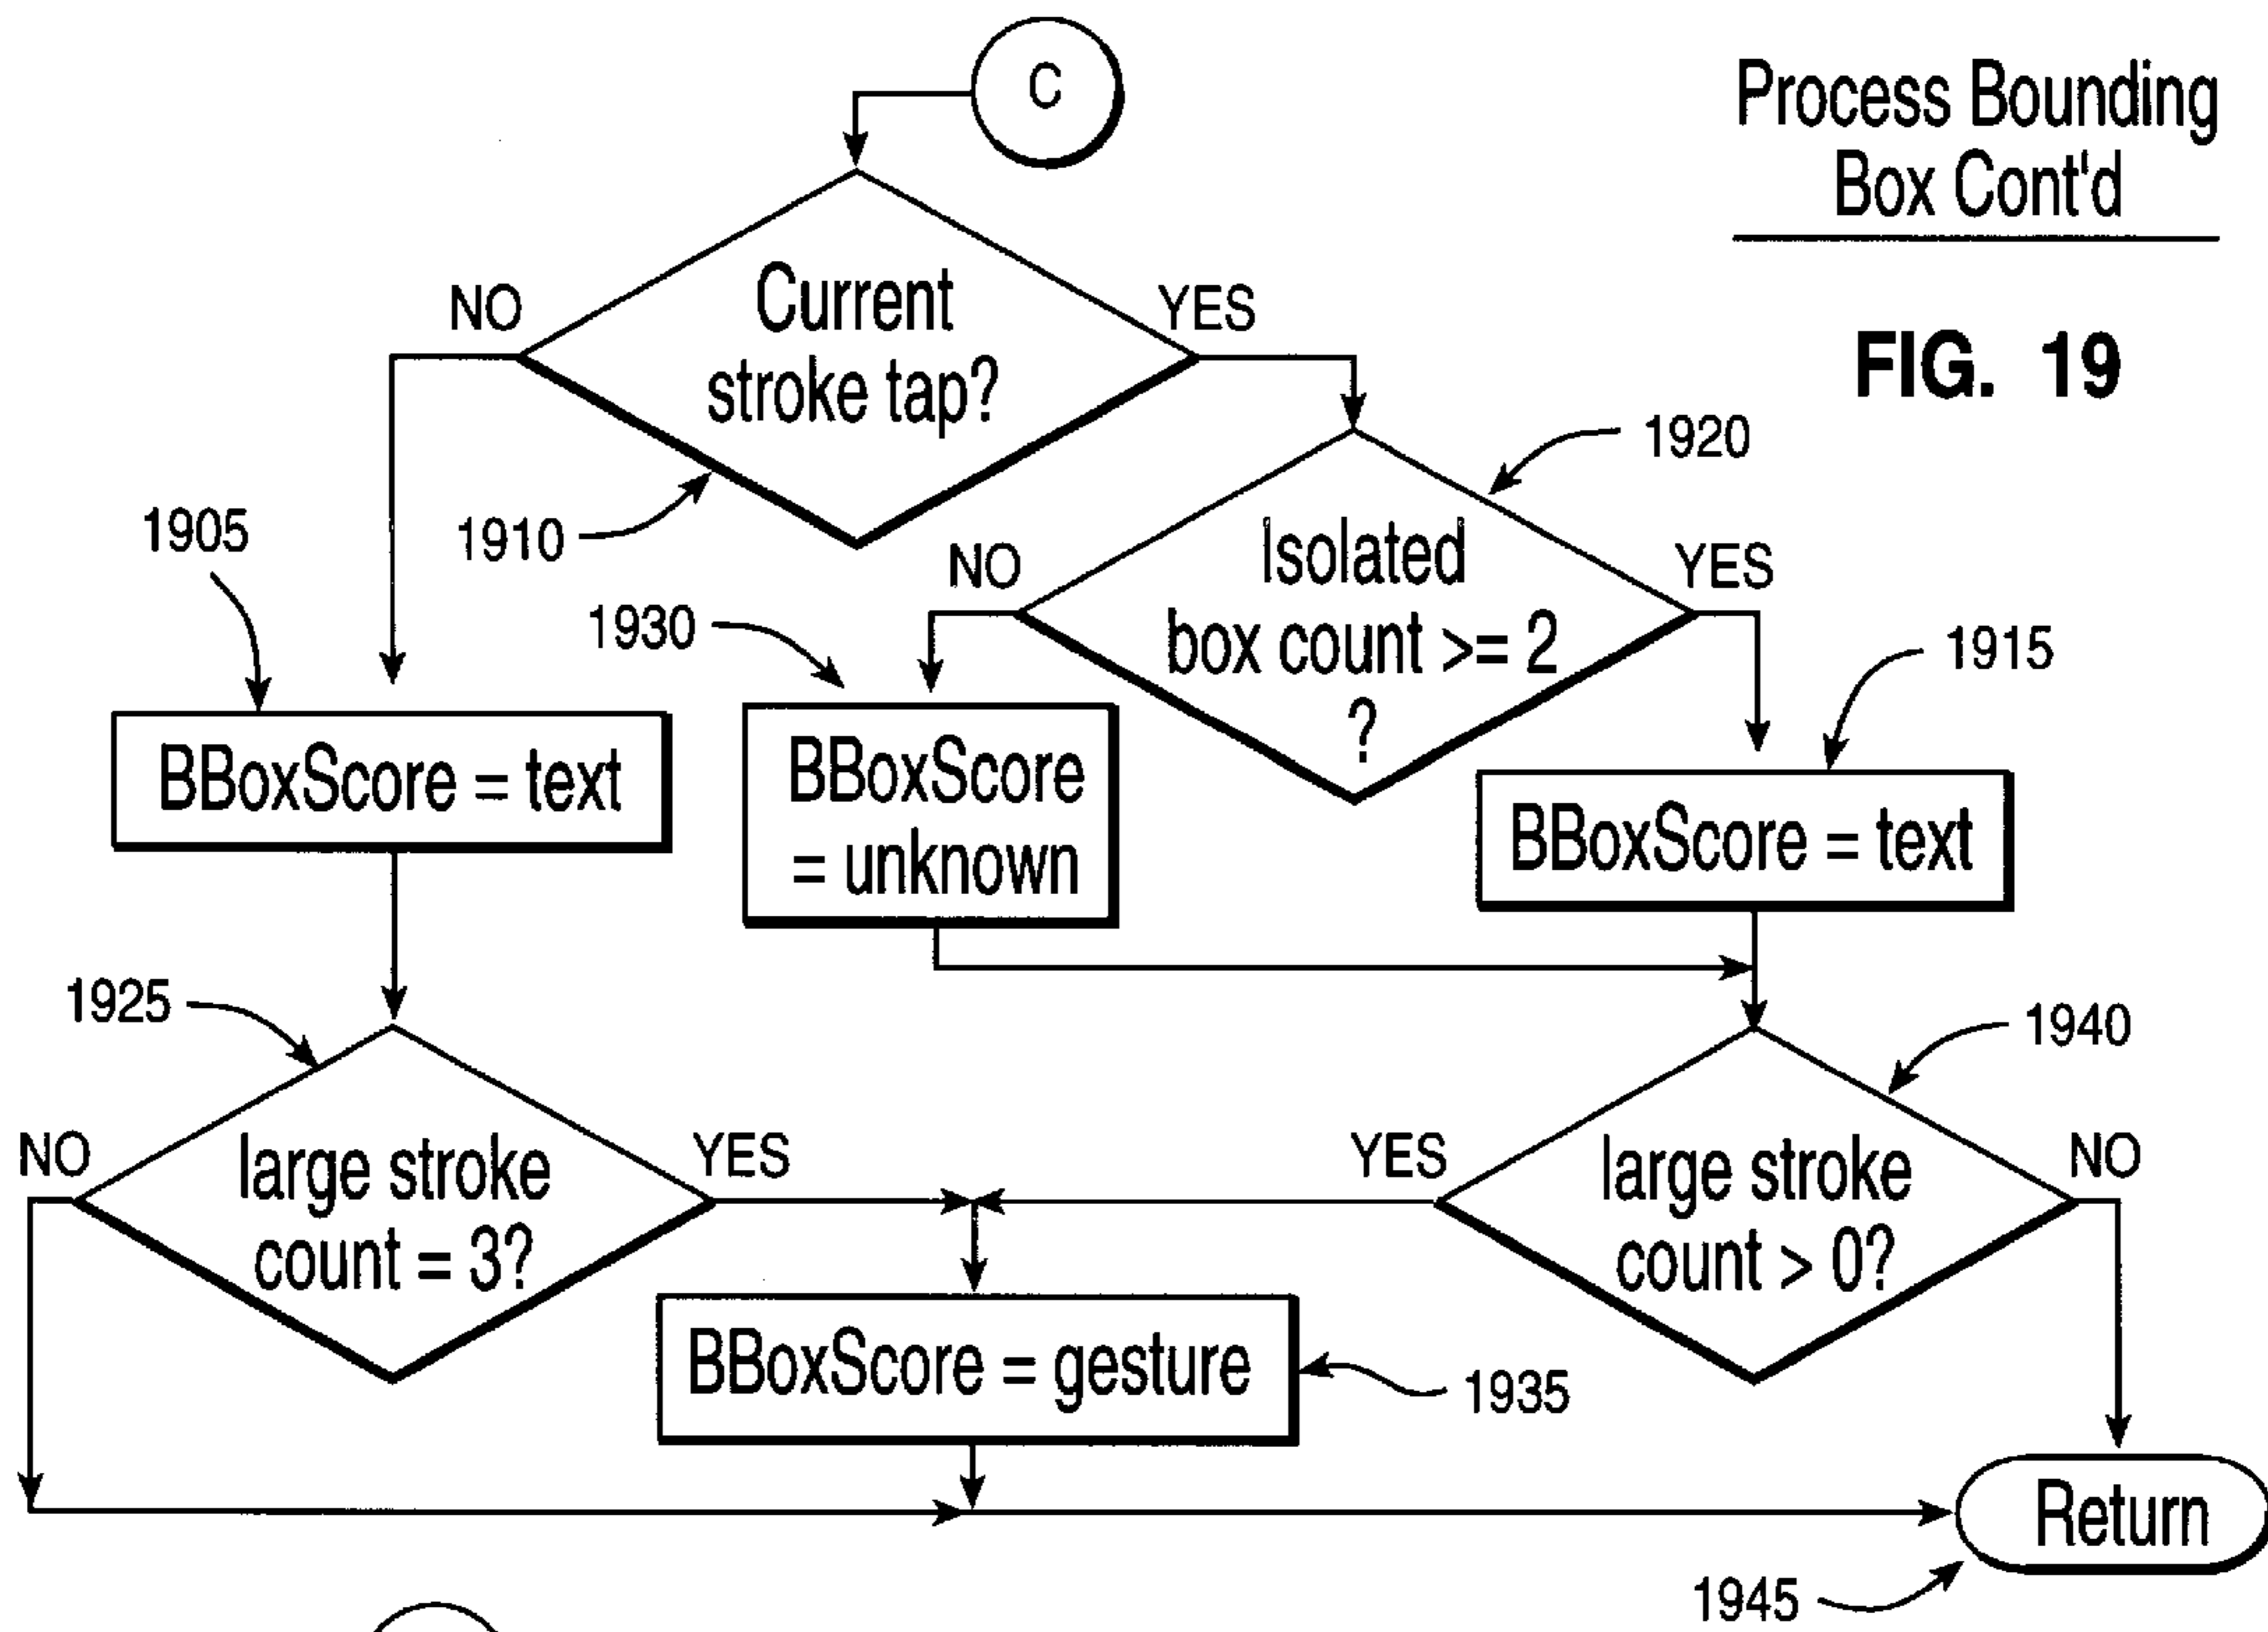 C
Process Bounding
Box Cont'd
FIG. 19
NO
Current
stroke tap?
YES
1910
1920
1905
NO
Isolated
box count >= 2
?
YES
1930
1915
BBoxScore = text
BBoxScore
= unknown
BBoxScore = text
1925
1940
NO
large stroke
count = 3?
YES
YES
large stroke
count > 0?
NO
BBoxScore = gesture
1935
Return
1945